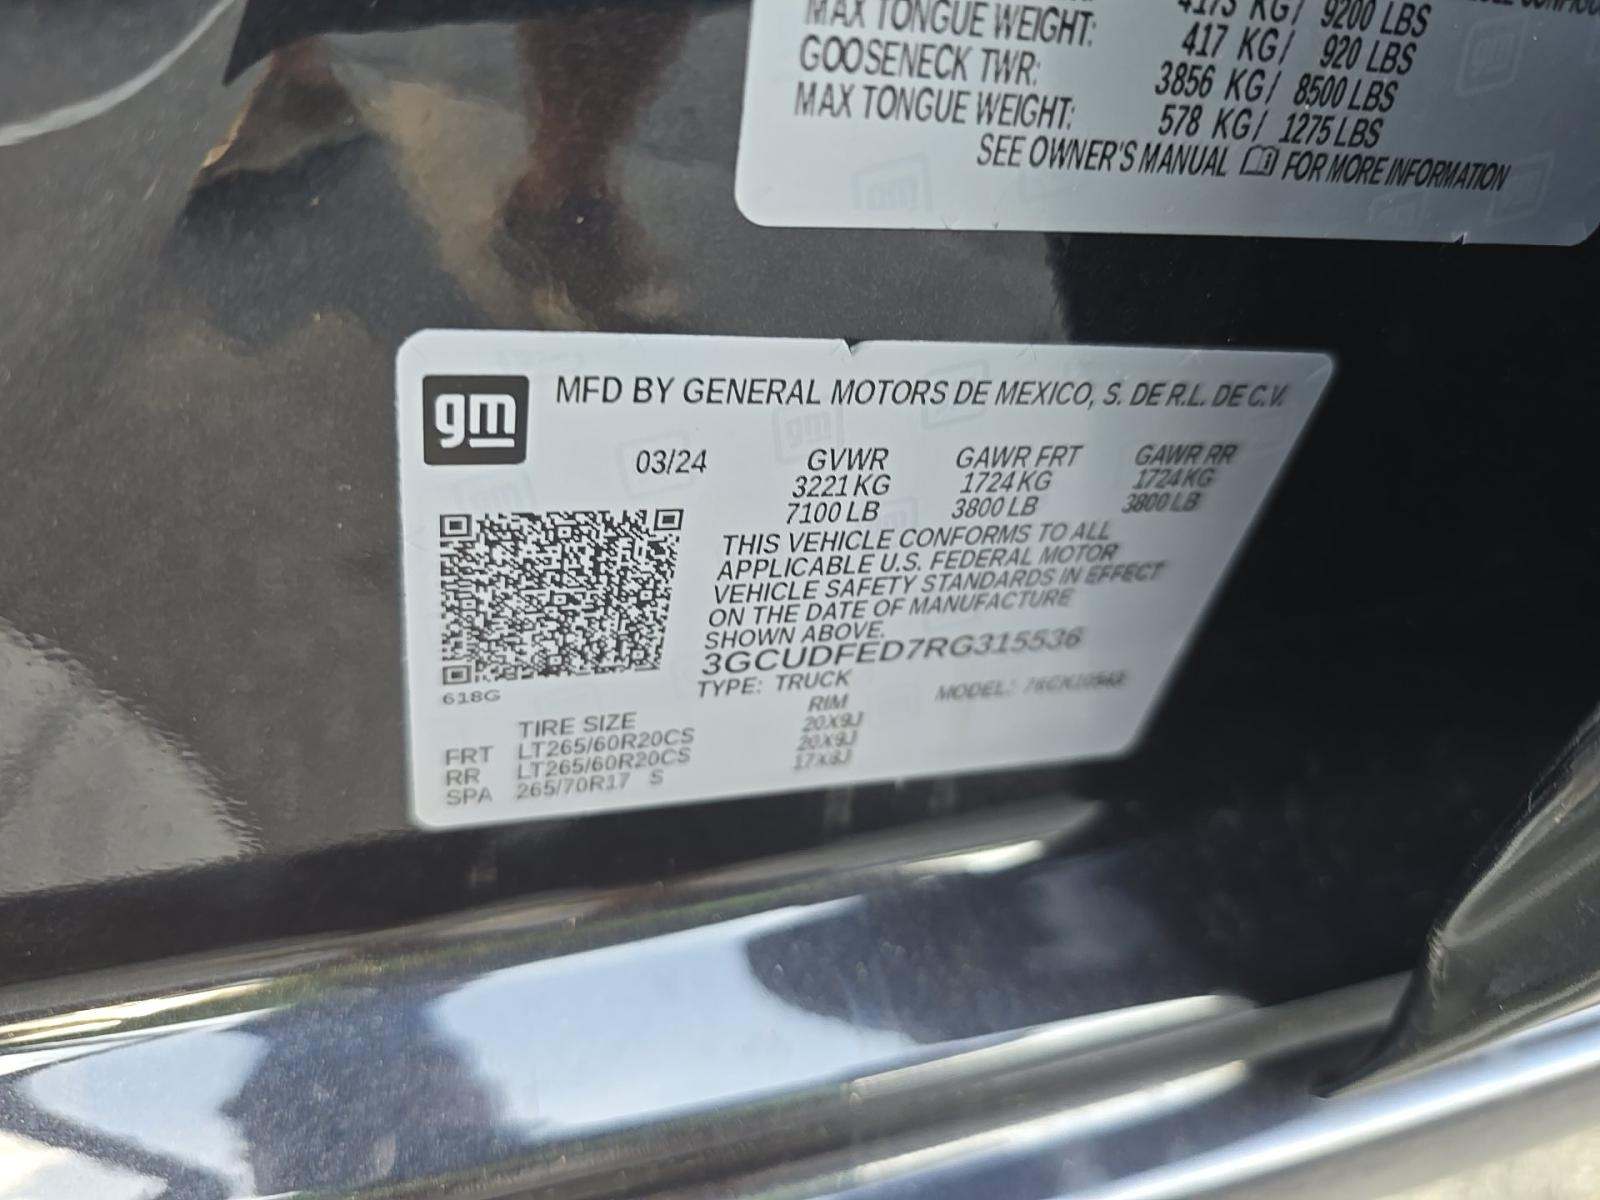 4173 KG/ 9200 LBS
MAX TONGUE WEIGHT: 417 KG/ 920 LBS
GOOSENECK TWR: 3856 KG/ 8500 LBS
MAX TONGUE WEIGHT: 578 KG/ 1275 LBS
SEE OWNER'S MANUAL FOR MORE INFORMATION
gm
MFD BY GENERAL MOTORS DE MEXICO, S. DE R.L. DE C.V.
03/24 GVWR GAWR FRT GAWR RR
3221 KG 1724 KG 1724 KG
7100 LB 3800 LB 3800 LB
THIS VEHICLE CONFORMS TO ALL
APPLICABLE U.S. FEDERAL MOTOR
VEHICLE SAFETY STANDARDS IN EFFECT
ON THE DATE OF MANUFACTURE
SHOWN ABOVE.
3GCUDFED7RG315536
TYPE: TRUCK MODEL:
618G
TIRE SIZE RIM
FRT LT265/60R20CS 20X9J
RR LT265/60R20CS 20X9J
SPA 265/70R17 S 17X8J